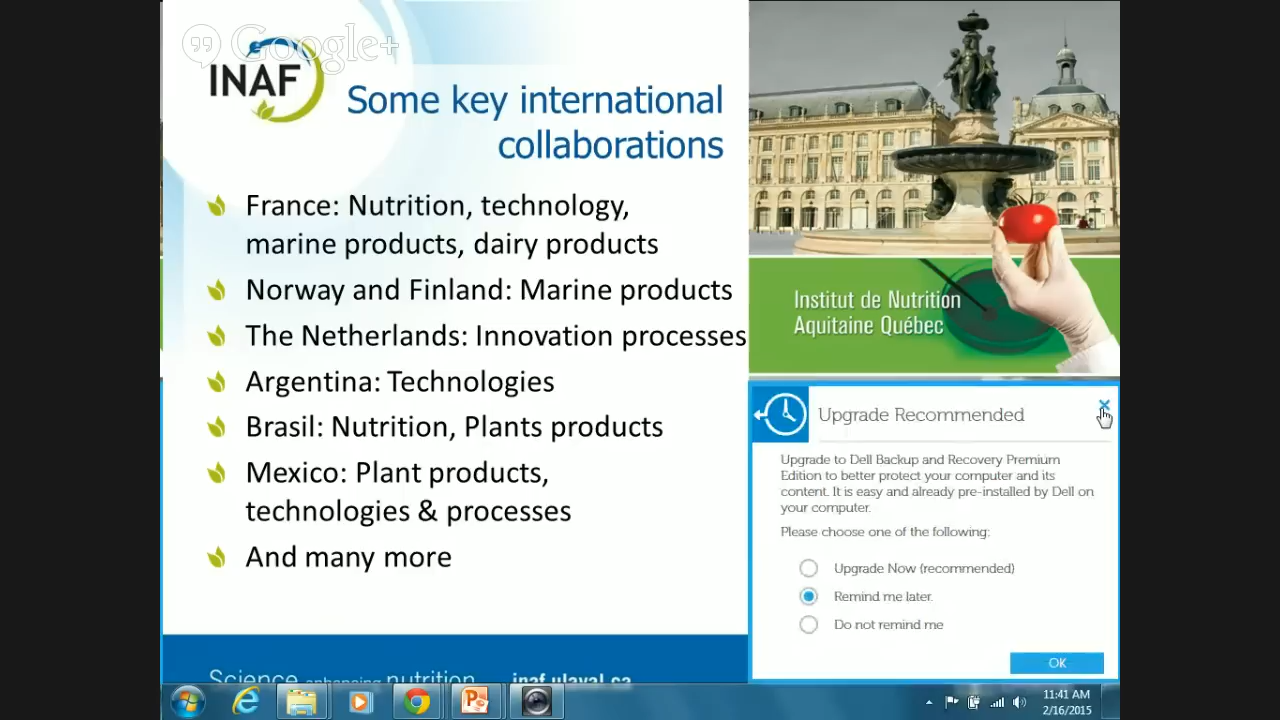 Google+
INAF
Some key international
collaborations
France: Nutrition, technology,
marine products, dairy products
Norway and Finland: Marine products
The Netherlands: Innovation processes
Argentina: Technologies
Brasil: Nutrition, Plants products
Mexico: Plant products,
technologies & processes
And many more
Science enhancing nutrition inaf.ulaval.ca
Institut de Nutrition
Aquitaine Québec
Upgrade Recommended
Upgrade to Dell Backup and Recovery Premium
Edition to better protect your computer and its
content. It is easy and already pre-installed by Dell on
your computer.
Please choose one of the following:
Upgrade Now (recommended)
Remind me later.
Do not remind me
OK
11:41 AM
2/16/2015